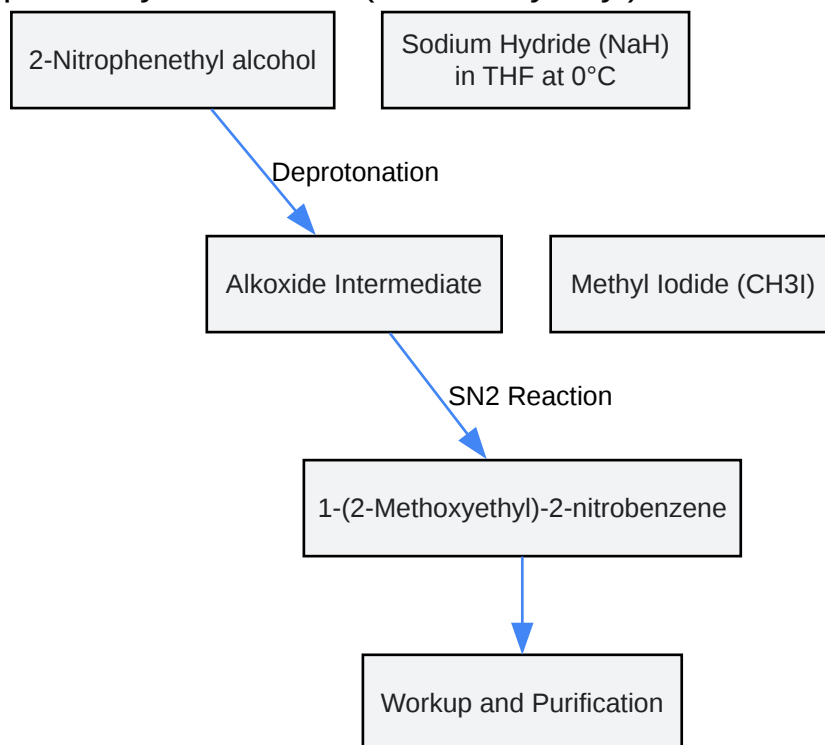 2-Nitrophenethyl alcohol
Sodium Hydride (NaH)
in THF at 0°C
Deprotonation
Alkoxide Intermediate
Methyl Iodide (CH3I)
SN2 Reaction
1-(2-Methoxyethyl)-2-nitrobenzene
Workup and Purification